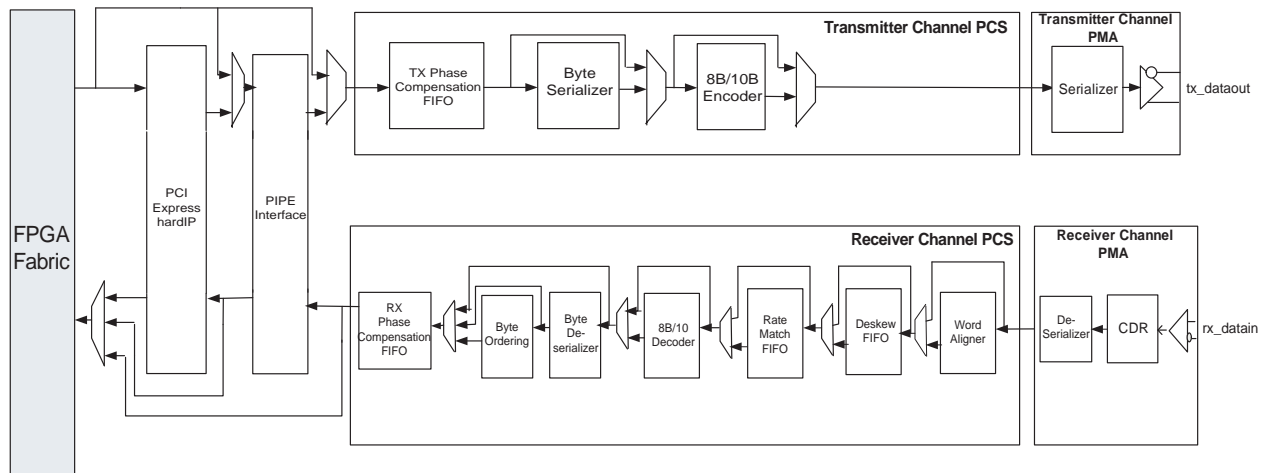 FPGA
Fabric
PCI
Express
hardIP
PIPE
Interface
Transmitter Channel PCS
TX Phase
Compensation
FIFO
Byte
Serializer
8B/10B
Encoder
Transmitter Channel
PMA
Serializer
tx_dataout
Receiver Channel PCS
RX
Phase
Compensation
FIFO
Byte
Ordering
Byte
De-
serializer
8B/10
Decoder
Rate
Match
FIFO
Deskew
FIFO
Word
Aligner
Receiver Channel
PMA
De-
Serializer
CDR
rx_datain